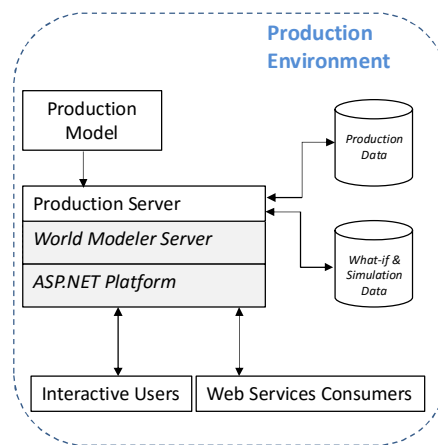 Production
Environment
Production
Model
Production
Data
Production Server
World Modeler Server
ASP.NET Platform
What-if &
Simulation
Data
Interactive Users
Web Services Consumers